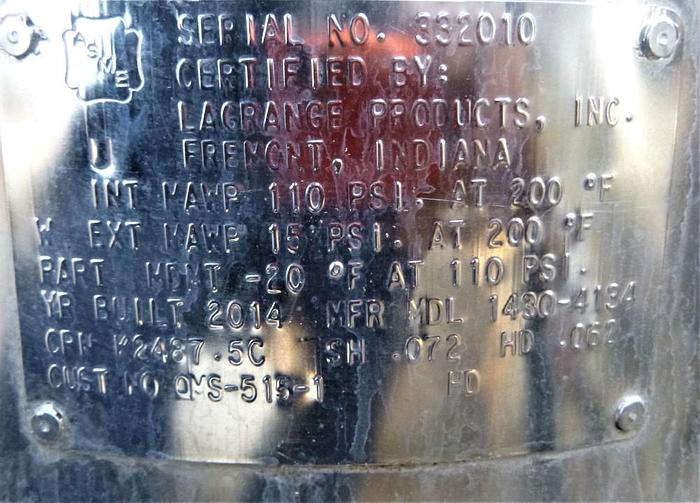 SERIAL NO. 332010
ASME
CERTIFIED BY:
LAGRANGE PRODUCTS, INC.
U FREMONT, INDIANA
INT MAWP 110 PSI. AT 200 °F
W EXT MAWP 15 PSI. AT 200 °F
PART MDMT -20 °F AT 110 PSI.
YR BUILT 2014 MFR MDL 1430-4134
CRN K2487.5C SH .072 HD .062
CUST NO QMS-515-1 HD